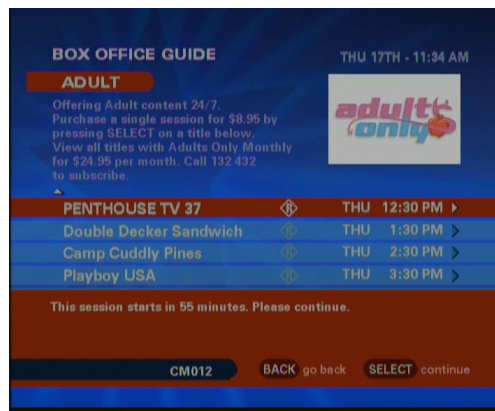 BOX OFFICE GUIDE
THU 17TH - 11:34 AM
ADULT
Offering Adult content 24/7.
Purchase a single session for $8.95 by
pressing SELECT on a title below.
View all titles with Adults Only Monthly
for $24.95 per month. Call 132 432
to subscribe.
adults
only
PENTHOUSE TV 37 R THU 12:30 PM
Double Decker Sandwich R THU 1:30 PM
Camp Cuddly Pines R THU 2:30 PM
Playboy USA R THU 3:30 PM
This session starts in 55 minutes. Please continue.
CM012 BACK go back SELECT continue